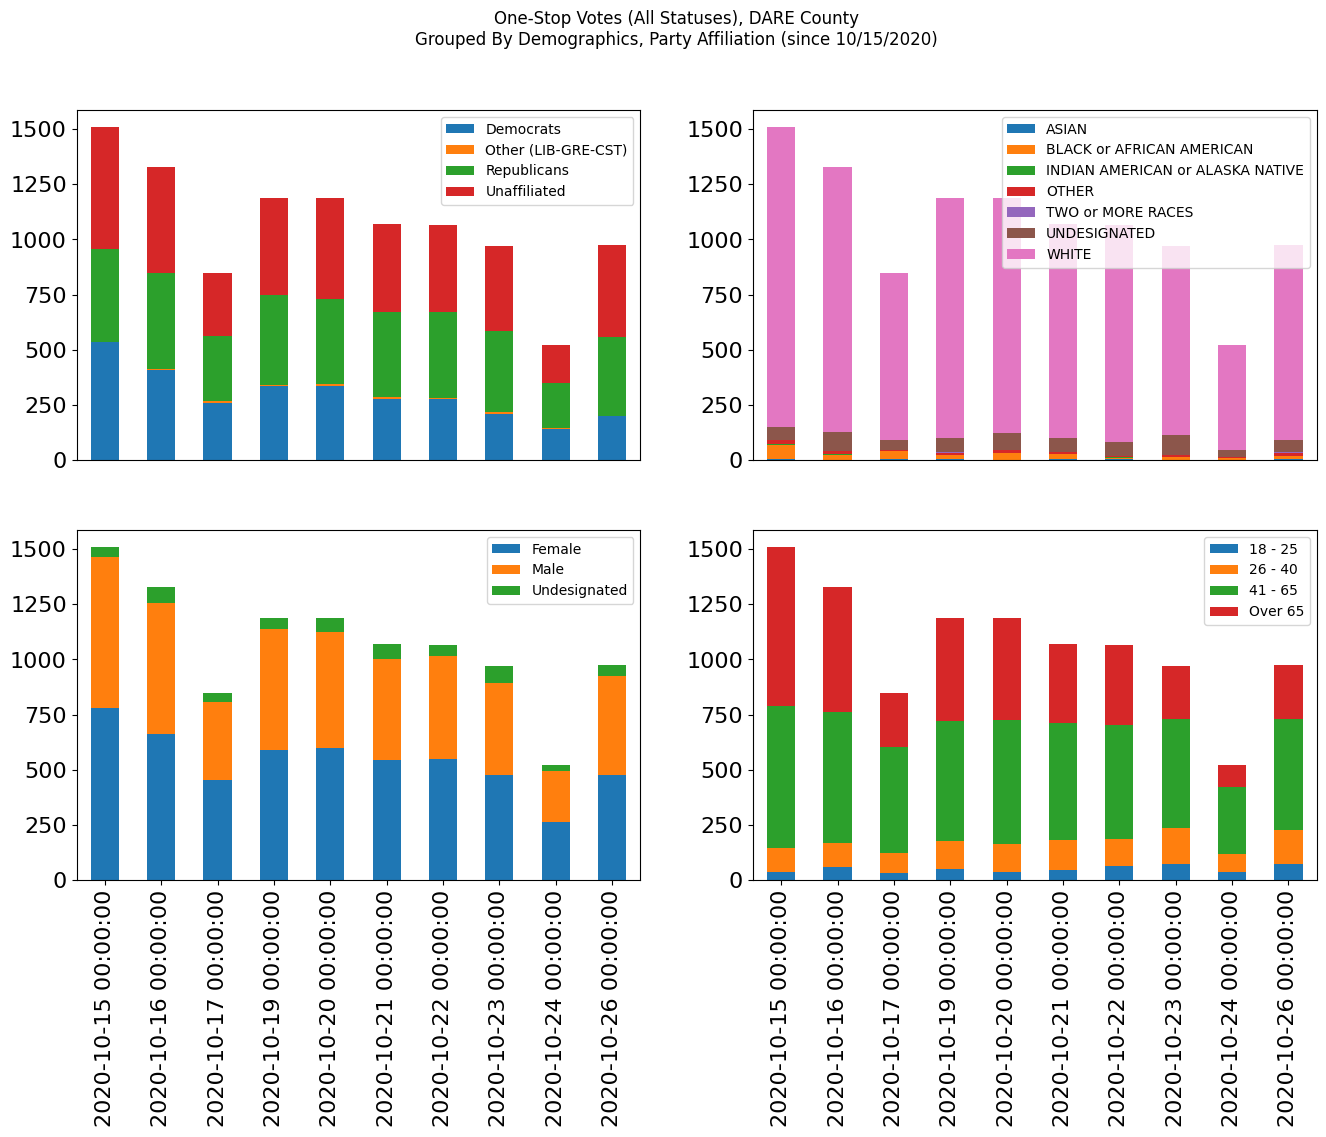 One-Stop Votes (All Statuses), DARE County
Grouped By Demographics, Party Affiliation (since 10/15/2020)
1500
1250
1000
750
500
250
0
Democrats
Other (LIB-GRE-CST)
Republicans
Unaffiliated
1500
1250
1000
750
500
250
0
ASIAN
BLACK or AFRICAN AMERICAN
INDIAN AMERICAN or ALASKA NATIVE
OTHER
TWO or MORE RACES
UNDESIGNATED
WHITE
1500
1250
1000
750
500
250
0
Female
Male
Undesignated
2020-10-15 00:00:00
2020-10-16 00:00:00
2020-10-17 00:00:00
2020-10-19 00:00:00
2020-10-20 00:00:00
2020-10-21 00:00:00
2020-10-22 00:00:00
2020-10-23 00:00:00
2020-10-24 00:00:00
2020-10-26 00:00:00
1500
1250
1000
750
500
250
0
18 - 25
26 - 40
41 - 65
Over 65
2020-10-15 00:00:00
2020-10-16 00:00:00
2020-10-17 00:00:00
2020-10-19 00:00:00
2020-10-20 00:00:00
2020-10-21 00:00:00
2020-10-22 00:00:00
2020-10-23 00:00:00
2020-10-24 00:00:00
2020-10-26 00:00:00